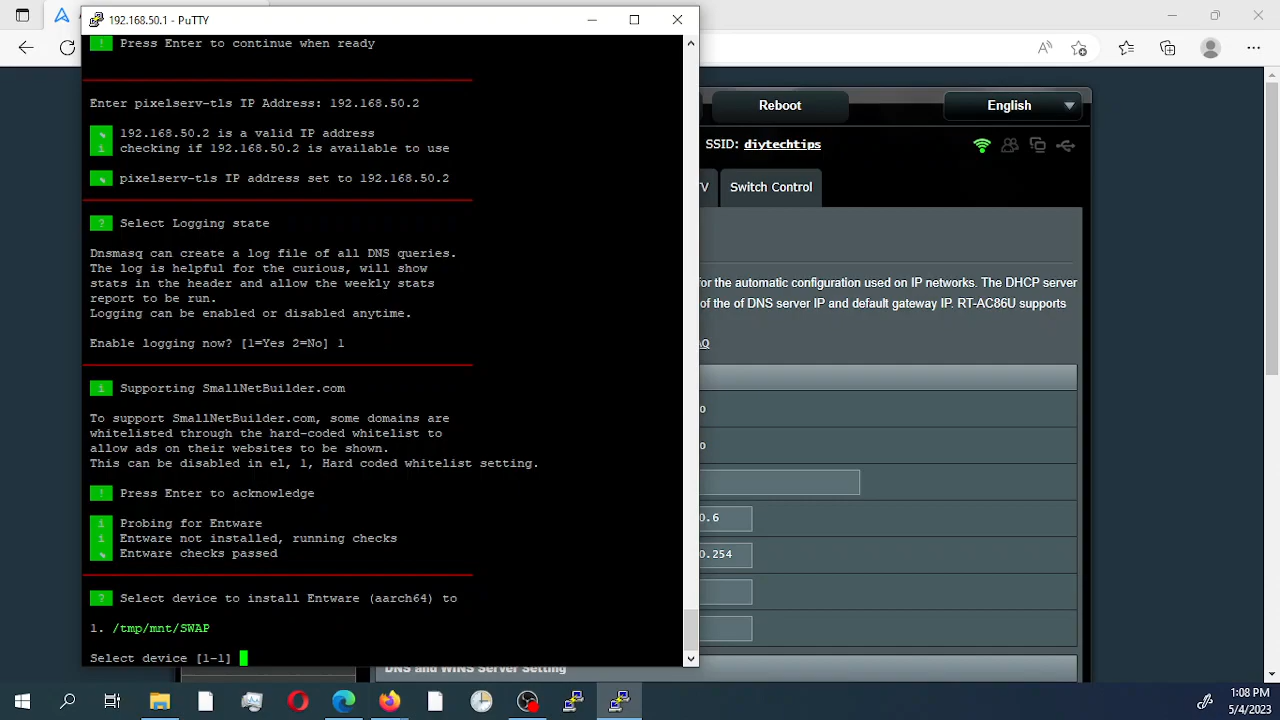 192.168.50.1 - PuTTY
! Press Enter to continue when ready
Enter pixelserv-tls IP Address: 192.168.50.2
192.168.50.2 is a valid IP address
i checking if 192.168.50.2 is available to use
pixelserv-tls IP address set to 192.168.50.2
? Select Logging state
Dnsmasq can create a log file of all DNS queries.
The log is helpful for the curious, will show
stats in the header and allow the weekly stats
report to be run.
Logging can be enabled or disabled anytime.
Enable logging now? [1=Yes 2=No] 1
i Supporting SmallNetBuilder.com
To support SmallNetBuilder.com, some domains are
whitelisted through the hard-coded whitelist to
allow ads on their websites to be shown.
This can be disabled in el, 1, Hard coded whitelist setting.
! Press Enter to acknowledge
i Probing for Entware
i Entware not installed, running checks
Entware checks passed
? Select device to install Entware (aarch64) to
1. /tmp/mnt/SWAP
Select device [1-1]
Reboot
English
SSID: diytechtips
TV
Switch Control
for the automatic configuration used on IP networks. The DHCP server
of the of DNS server IP and default gateway IP. RT-AC86U supports
AQ
o
o
0.6
0.254
DNS and WINS Server Setting
1:08 PM
5/4/2023